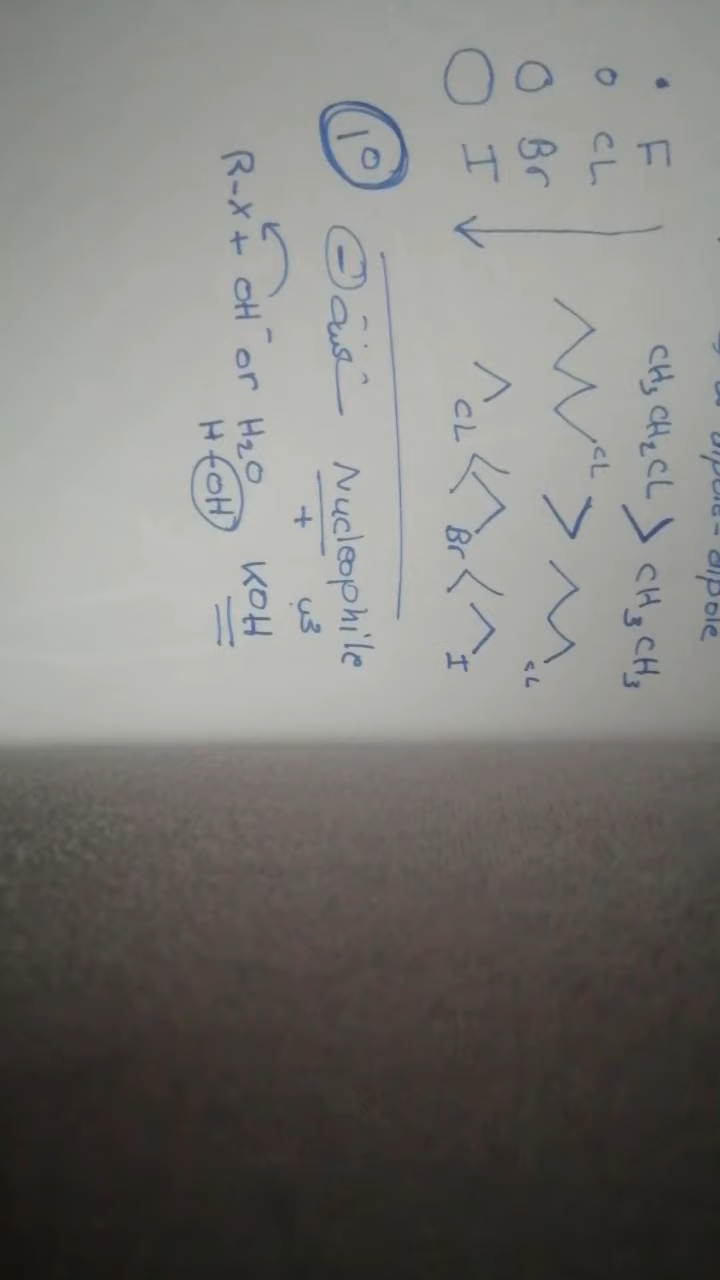 dipole-dipole
F CH₃CH₂CL > CH₃CH₃
CL CL
Br > CL
I CL < Br < I
1° Nucleophile
+
R-X + OH⁻ or H₂O KOH
H+OH